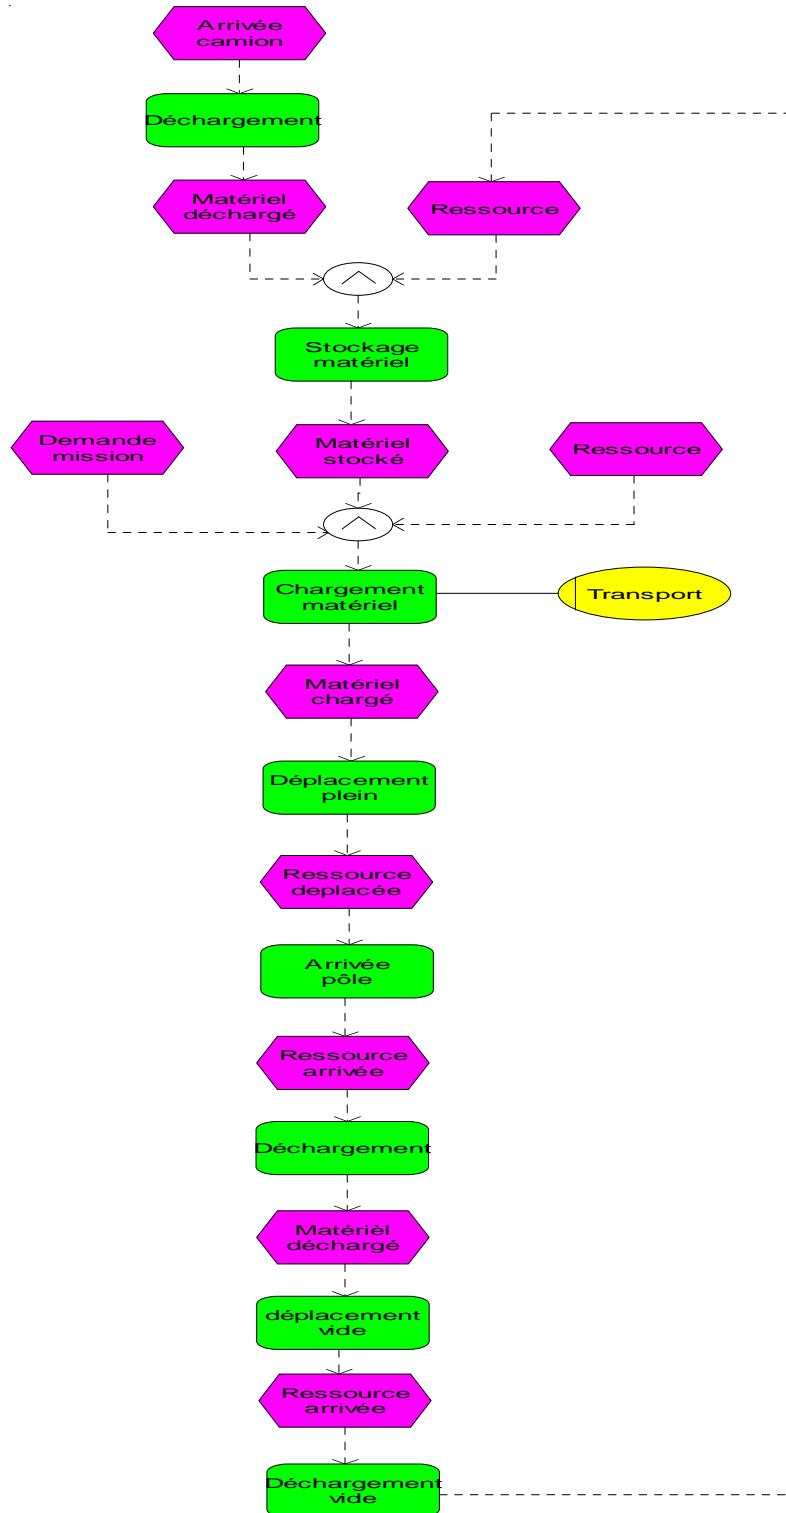 Arrivée
camion
Déchargement
Matériel
déchargé
Ressource
Stockage
matériel
Demande
mission
Matériel
stocké
Ressource
Chargement
matériel
Transport
Matériel
chargé
Déplacement
plein
Ressource
deplacée
Arrivée
pôle
Ressource
arrivée
Déchargement
Matérièl
déchargé
déplacement
vide
Ressource
arrivée
Déchargement
vide